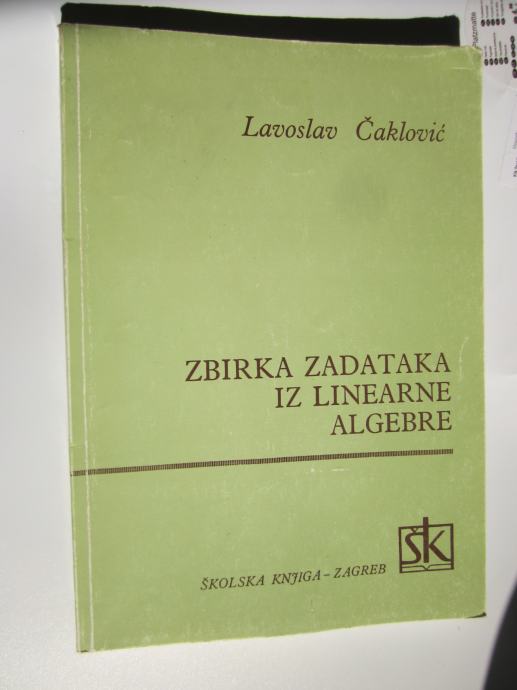 Lavoslav Čaklović
ZBIRKA ZADATAKA
IZ LINEARNE
ALGEBRE
ŠKOLSKA KNJIGA – ZAGREB
ŠK